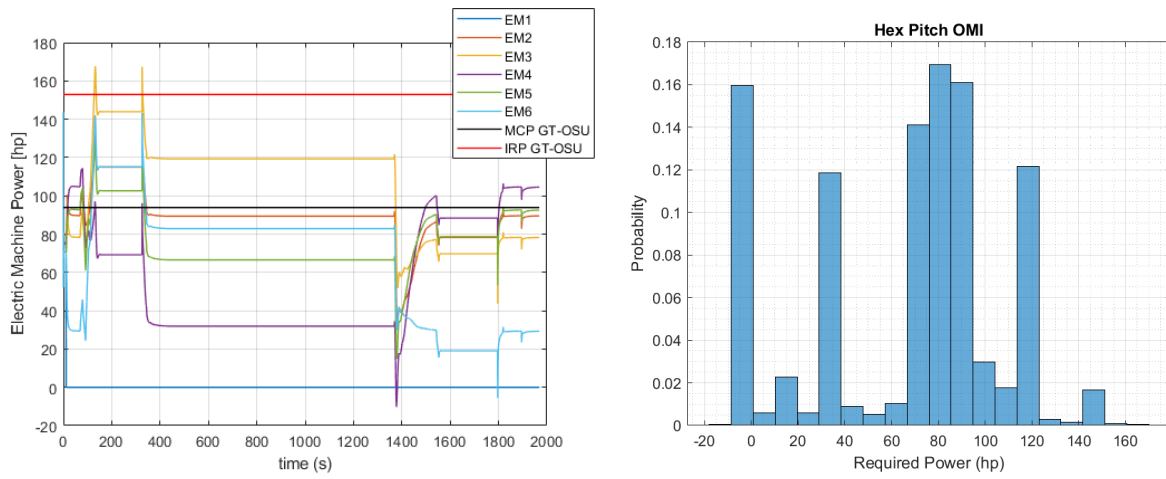 EM1
EM2
EM3
EM4
EM5
EM6
MCP GT-OSU
IRP GT-OSU
180
160
140
120
100
80
60
40
20
0
-20
Electric Machine Power [hp]
0 200 400 600 800 1000 1200 1400 1600 1800 2000
time (s)
Hex Pitch OMI
0.18
0.16
0.14
0.12
0.1
0.08
0.06
0.04
0.02
0
Probability
-20 0 20 40 60 80 100 120 140 160
Required Power (hp)